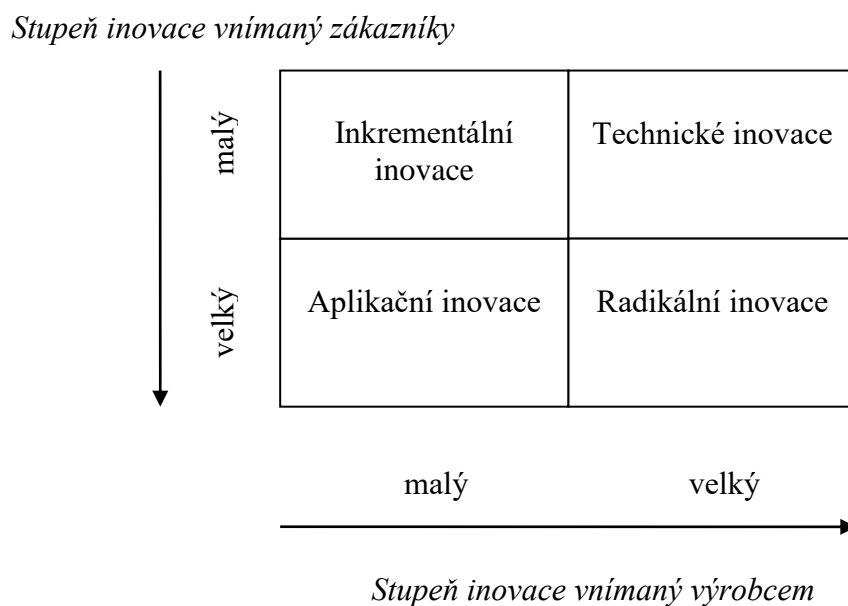 Stupeň inovace vnímaný zákazníky
malý
Inkrementální
inovace
Technické inovace
velký
Aplikační inovace
Radikální inovace
malý
velký
Stupeň inovace vnímaný výrobcem